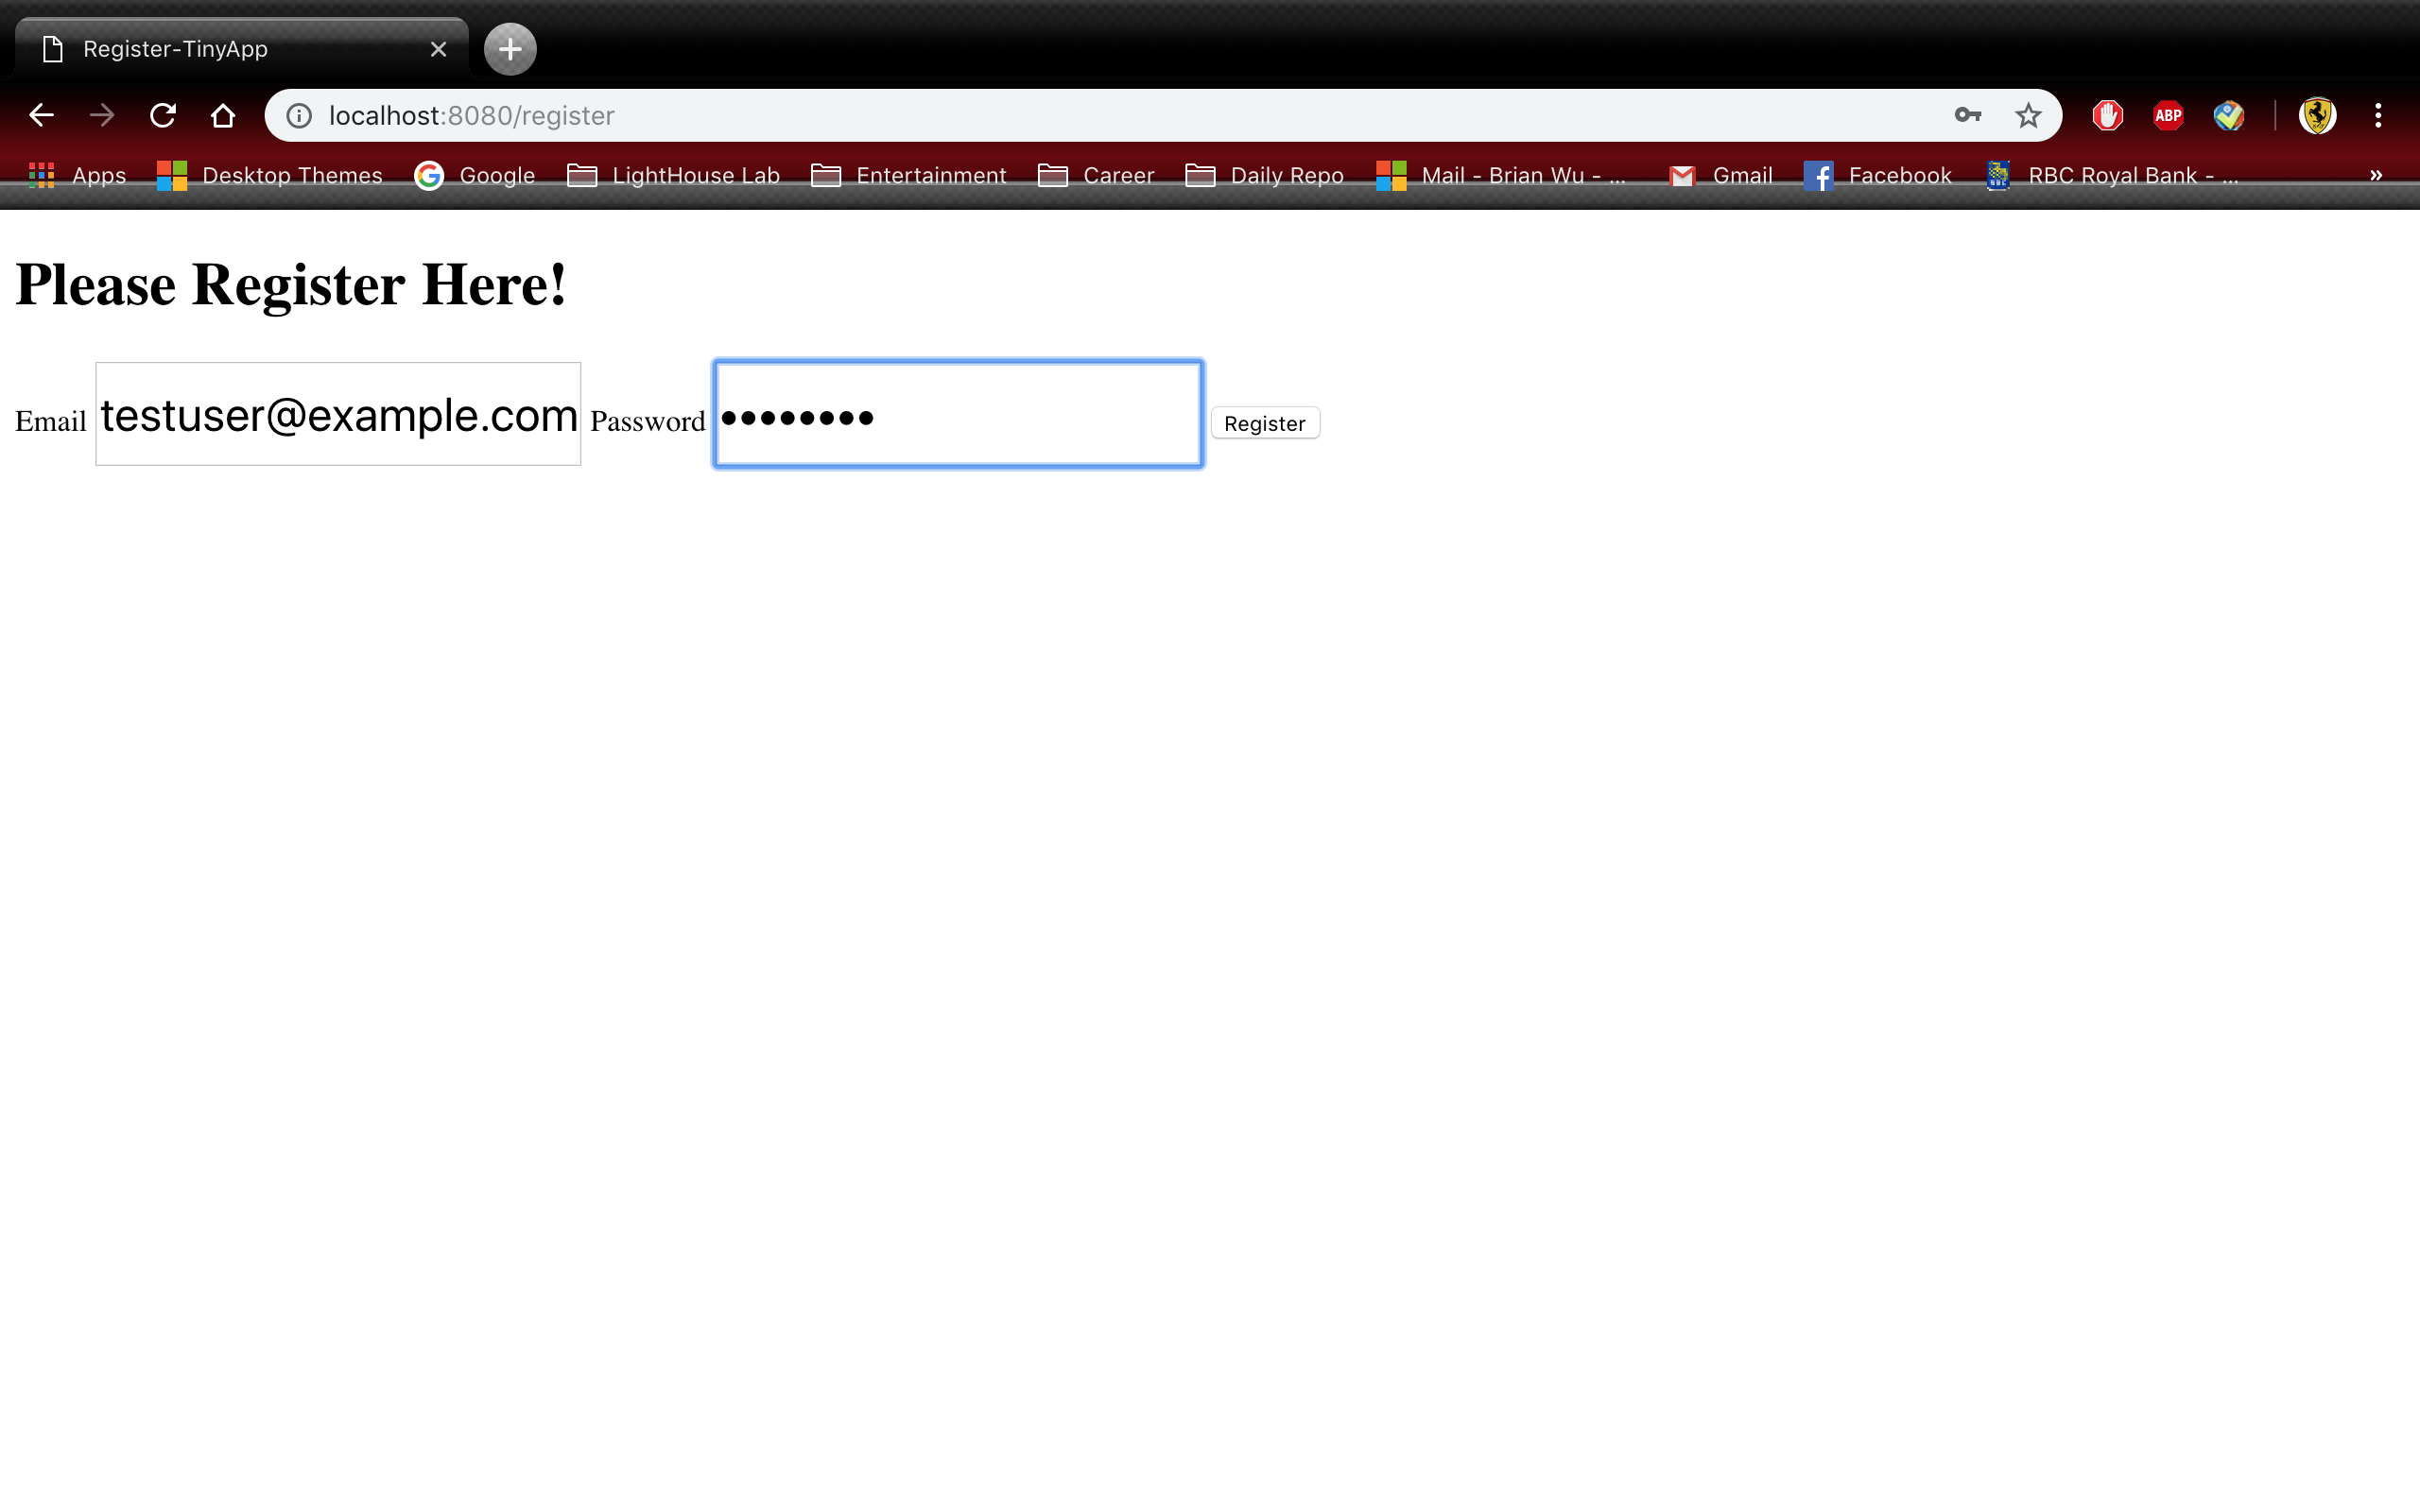 Register-TinyApp
localhost:8080/register
ABP
Apps Desktop Themes Google LightHouse Lab Entertainment Career Daily Repo Mail - Brian Wu - ... Gmail Facebook RBC Royal Bank - ... »
Please Register Here!
Email testuser@example.com Password •••••••• Register